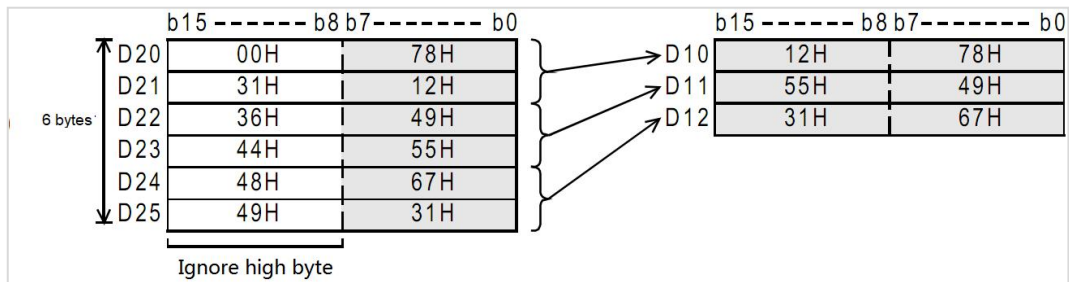 b15 ------- b8 b7-------- b0 b15 ------- b8 b7-------- b0
D20 00H 78H D10 12H 78H
D21 31H 12H D11 55H 49H
6 bytes D22 36H 49H D12 31H 67H
D23 44H 55H
D24 48H 67H
D25 49H 31H
Ignore high byte